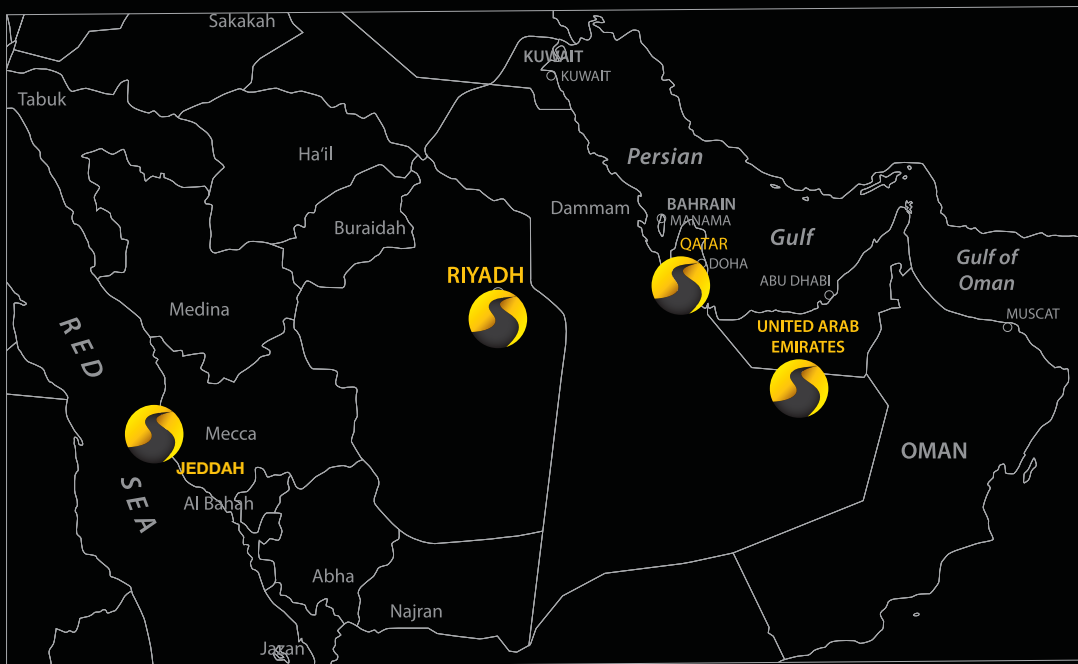 Sakakah
KUWAIT
KUWAIT
Tabuk
Ha'il
Persian
Dammam
BAHRAIN
MANAMA
Buraidah
QATAR
Gulf
DOHA
Gulf of
Oman
RIYADH
ABU DHABI
Medina
MUSCAT
RED
UNITED ARAB
EMIRATES
Mecca
JEDDAH
OMAN
SEA
Al Bahah
Abha
Najran
Jazan